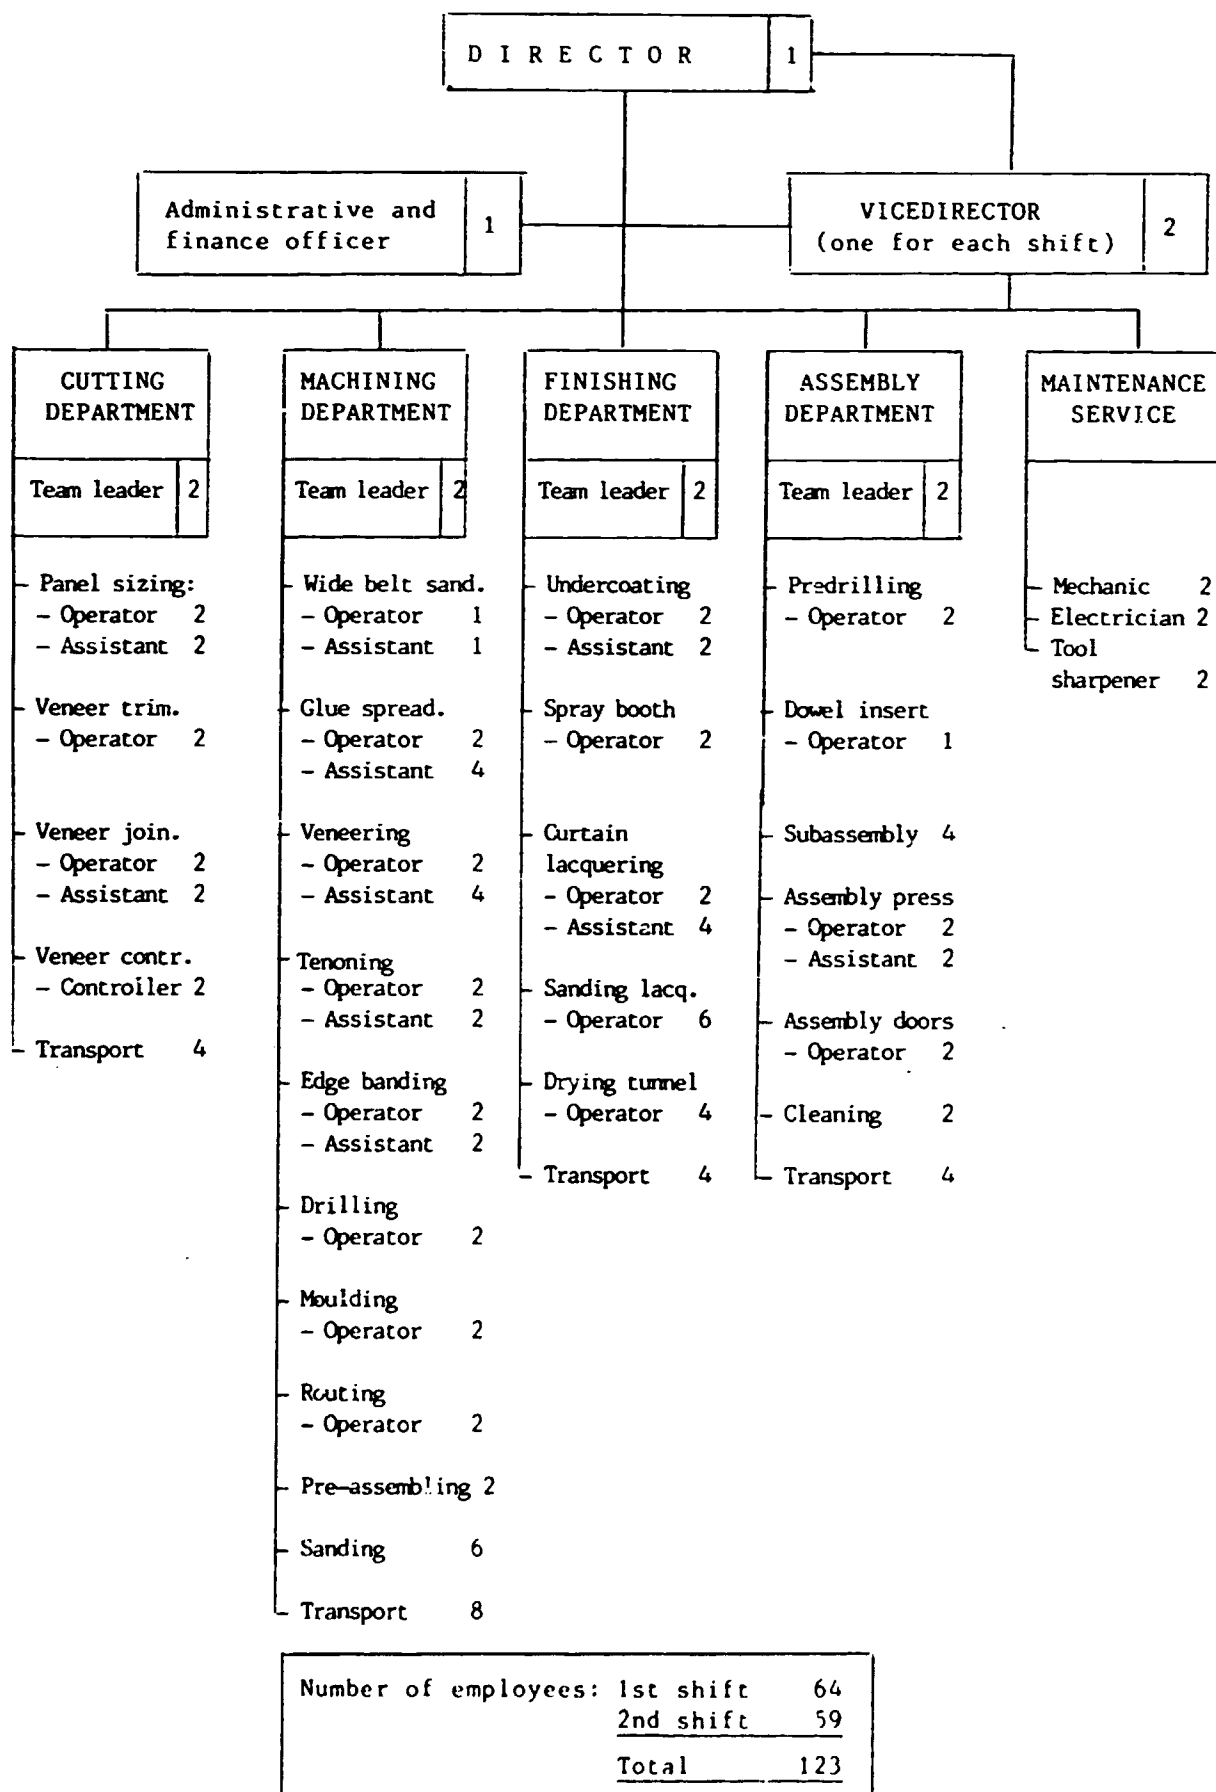 D I R E C T O R 1
Administrative and
finance officer 1
VICEDIRECTOR
(one for each shift) 2
CUTTING
DEPARTMENT
Team leader 2
- Panel sizing:
- Operator 2
- Assistant 2
- Veneer trim.
- Operator 2
- Veneer join.
- Operator 2
- Assistant 2
- Veneer contr.
- Controiler 2
- Transport 4
MACHINING
DEPARTMENT
Team leader 2
- Wide belt sand.
- Operator 1
- Assistant 1
- Glue spread.
- Operator 2
- Assistant 4
- Veneering
- Operator 2
- Assistant 4
- Tenoning
- Operator 2
- Assistant 2
- Edge banding
- Operator 2
- Assistant 2
- Drilling
- Operator 2
- Moulding
- Operator 2
- Routing
- Operator 2
- Pre-assembling 2
- Sanding 6
- Transport 8
FINISHING
DEPARTMENT
Team leader 2
- Undercoating
- Operator 2
- Assistant 2
- Spray booth
- Operator 2
- Curtain
lacquering
- Operator 2
- Assistant 4
- Sanding lacq.
- Operator 6
- Drying tunnel
- Operator 4
- Transport 4
ASSEMBLY
DEPARTMENT
Team leader 2
- Predrilling
- Operator 2
- Dowel insert
- Operator 1
- Subassembly 4
- Assembly press
- Operator 2
- Assistant 2
- Assembly doors
- Operator 2
- Cleaning 2
- Transport 4
MAINTENANCE
SERVICE
- Mechanic 2
- Electrician 2
- Tool
sharpener 2
Number of employees: 1st shift 64
2nd shift 59
Total 123